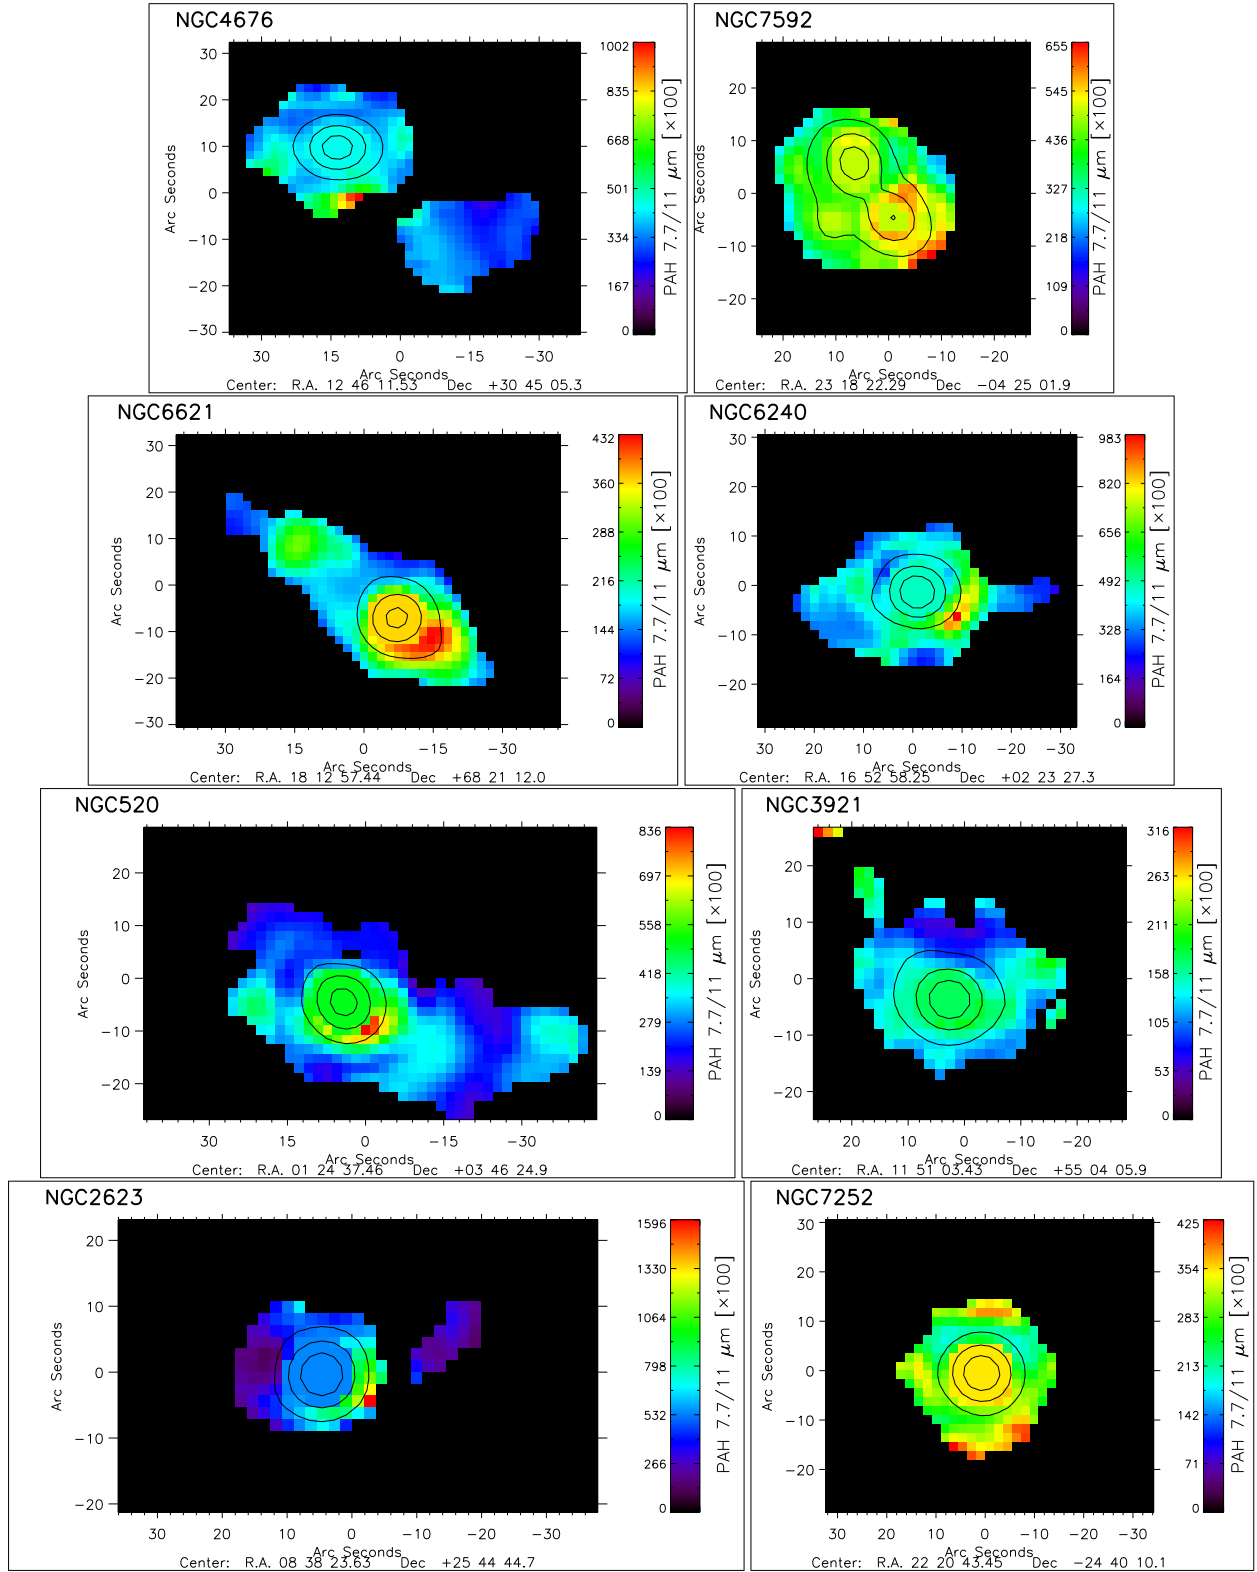 NGC4676
30
20
10
0
−10
−20
−30
Arc Seconds
30 15 0 −15 −30
Arc Seconds
Center: R.A. 12 46 11.53 Dec +30 45 05.3
1002
835
668
501
334
167
0
PAH 7.7/11 μm [×100]
NGC7592
20
10
0
−10
−20
Arc Seconds
20 10 0 −10 −20
Arc Seconds
Center: R.A. 23 18 22.29 Dec −04 25 01.9
655
545
436
327
218
109
0
PAH 7.7/11 μm [×100]
NGC6621
30
20
10
0
−10
−20
−30
Arc Seconds
30 15 0 −15 −30
Arc Seconds
Center: R.A. 18 12 57.44 Dec +68 21 12.0
432
360
288
216
144
72
0
PAH 7.7/11 μm [×100]
NGC6240
30
20
10
0
−10
−20
Arc Seconds
30 20 10 0 −10 −20 −30
Arc Seconds
Center: R.A. 16 52 58.25 Dec +02 23 27.3
983
820
656
492
328
164
0
PAH 7.7/11 μm [×100]
NGC520
20
10
0
−10
−20
Arc Seconds
30 15 0 −15 −30
Arc Seconds
Center: R.A. 01 24 37.46 Dec +03 46 24.9
836
697
558
418
279
139
0
PAH 7.7/11 μm [×100]
NGC3921
20
10
0
−10
−20
Arc Seconds
20 10 0 −10 −20
Arc Seconds
Center: R.A. 11 51 03.43 Dec +55 04 05.9
316
263
211
158
105
53
0
PAH 7.7/11 μm [×100]
NGC2623
20
10
0
−10
−20
Arc Seconds
30 20 10 0 −10 −20 −30
Arc Seconds
Center: R.A. 08 38 23.63 Dec +25 44 44.7
1596
1330
1064
798
532
266
0
PAH 7.7/11 μm [×100]
NGC7252
30
20
10
0
−10
−20
Arc Seconds
30 20 10 0 −10 −20 −30
Arc Seconds
Center: R.A. 22 20 43.45 Dec −24 40 10.1
425
354
283
213
142
71
0
PAH 7.7/11 μm [×100]